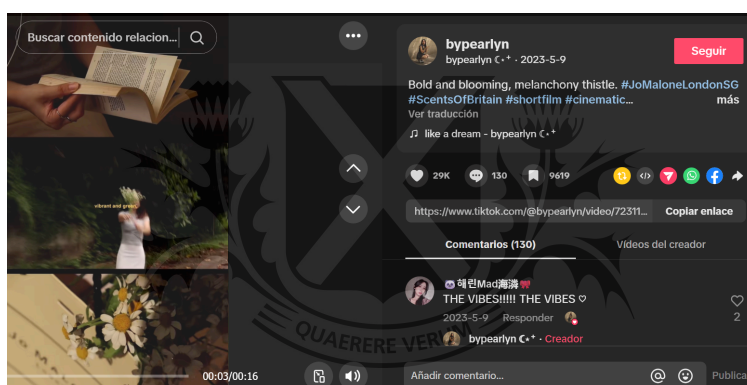 Buscar contenido relacion...
vibrant and green,
00:03/00:16
bypearlyn
bypearlyn ☾⋆⁺ · 2023-5-9
Seguir
Bold and blooming, melanchony thistle. #JoMaloneLondonSG
#ScentsOfBritain #shortfilm #cinematic...
más
Ver traducción
♫ like a dream - bypearlyn ☾⋆⁺
29K
130
9619
https://www.tiktok.com/@bypearlyn/video/72311...
Copiar enlace
Comentarios (130)
Vídeos del creador
해린Mad海潾
THE VIBES!!!!! THE VIBES ♡
2023-5-9 Responder
2
bypearlyn ☾⋆⁺ · Creador
Añadir comentario...
Publica
QUAERERE VERUM